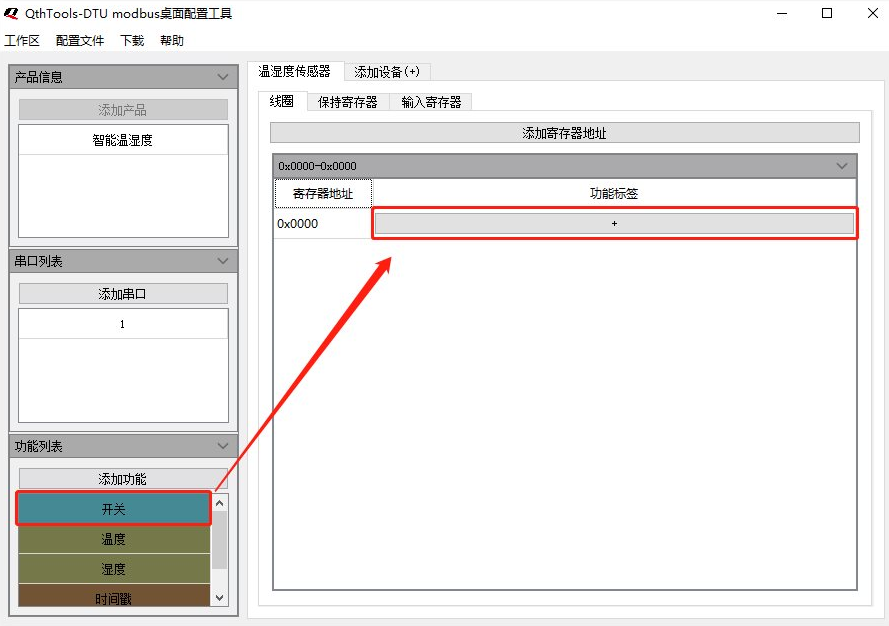 QthTools-DTU modbus桌面配置工具
工作区 配置文件 下载 帮助
产品信息
添加产品
智能温湿度
串口列表
添加串口
1
功能列表
添加功能
开关
温度
湿度
时间戳
温湿度传感器 添加设备(+)
线圈 保持寄存器 输入寄存器
添加寄存器地址
0x0000-0x0000
寄存器地址 功能标签
0x0000 +